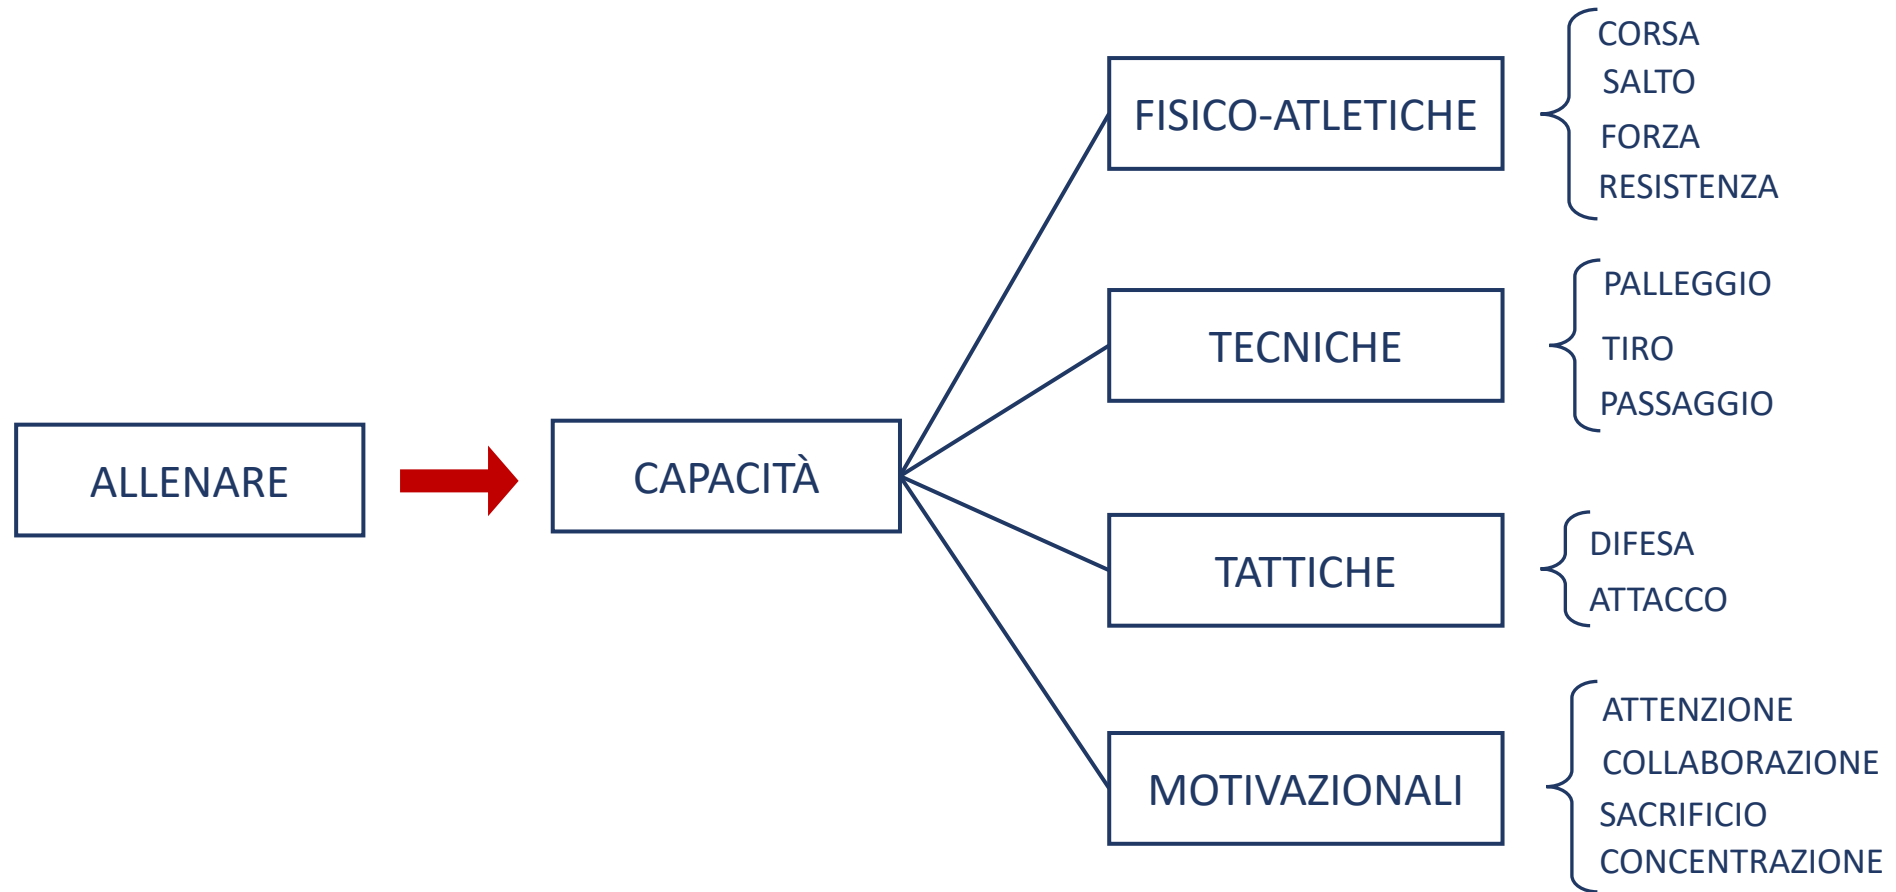 ALLENARE
CAPACITÀ
FISICO-ATLETICHE
CORSA
SALTO
FORZA
RESISTENZA
TECNICHE
PALLEGGIO
TIRO
PASSAGGIO
TATTICHE
DIFESA
ATTACCO
MOTIVAZIONALI
ATTENZIONE
COLLABORAZIONE
SACRIFICIO
CONCENTRAZIONE